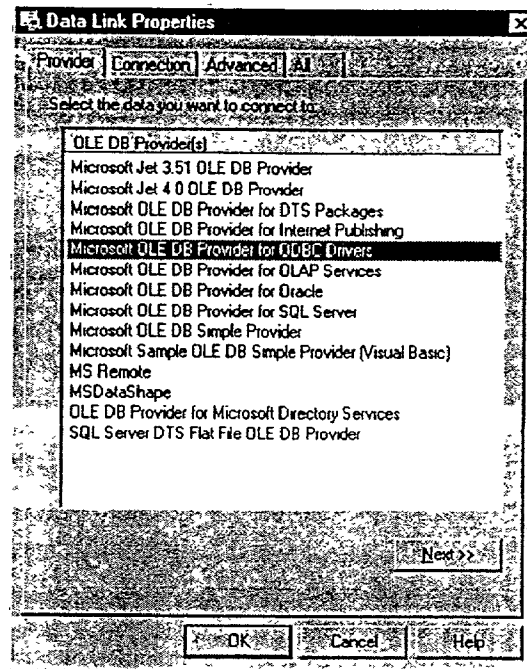 Data Link Properties
Provider Connection Advanced All
Select the data you want to connect to:
OLE DB Provider(s)
Microsoft Jet 3.51 OLE DB Provider
Microsoft Jet 4.0 OLE DB Provider
Microsoft OLE DB Provider for DTS Packages
Microsoft OLE DB Provider for Internet Publishing
Microsoft OLE DB Provider for ODBC Drivers
Microsoft OLE DB Provider for OLAP Services
Microsoft OLE DB Provider for Oracle
Microsoft OLE DB Provider for SQL Server
Microsoft OLE DB Simple Provider
Microsoft Sample OLE DB Simple Provider (Visual Basic)
MS Remote
MSDataShape
OLE DB Provider for Microsoft Directory Services
SQL Server DTS Flat File OLE DB Provider
Next >>
OK Cancel Help